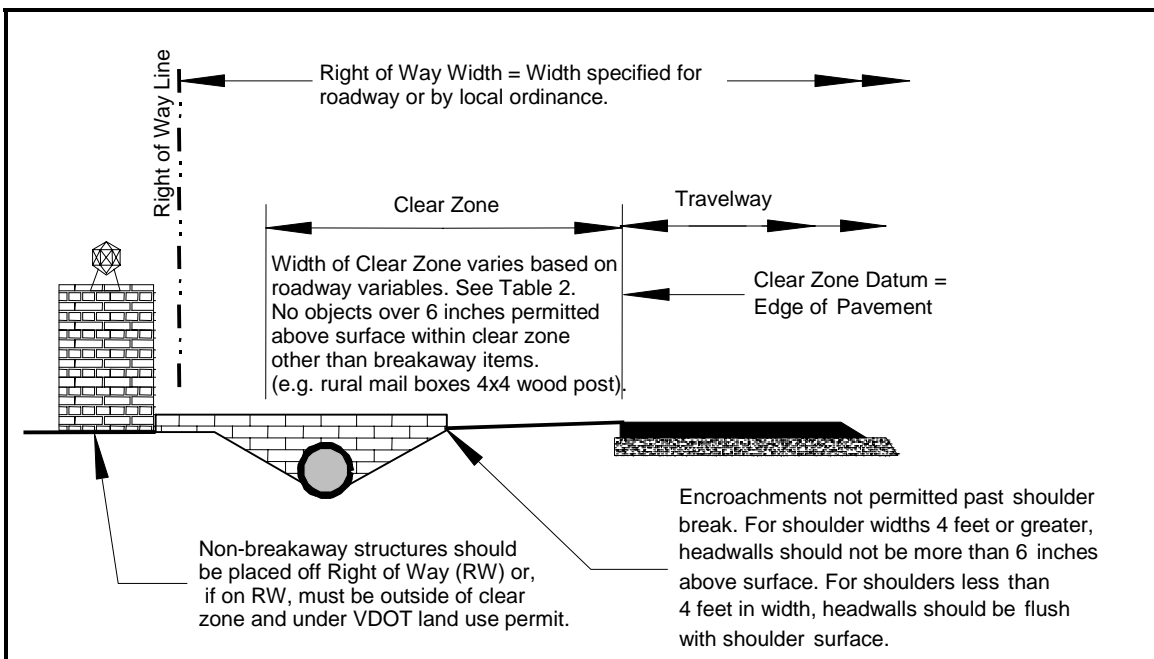 Right of Way Line
Right of Way Width = Width specified for
roadway or by local ordinance.
Clear Zone
Travelway
Width of Clear Zone varies based on
roadway variables. See Table 2.
No objects over 6 inches permitted
above surface within clear zone
other than breakaway items.
(e.g. rural mail boxes 4x4 wood post).
Clear Zone Datum =
Edge of Pavement
Non-breakaway structures should
be placed off Right of Way (RW) or,
if on RW, must be outside of clear
zone and under VDOT land use permit.
Encroachments not permitted past shoulder
break. For shoulder widths 4 feet or greater,
headwalls should not be more than 6 inches
above surface. For shoulders less than
4 feet in width, headwalls should be flush
with shoulder surface.